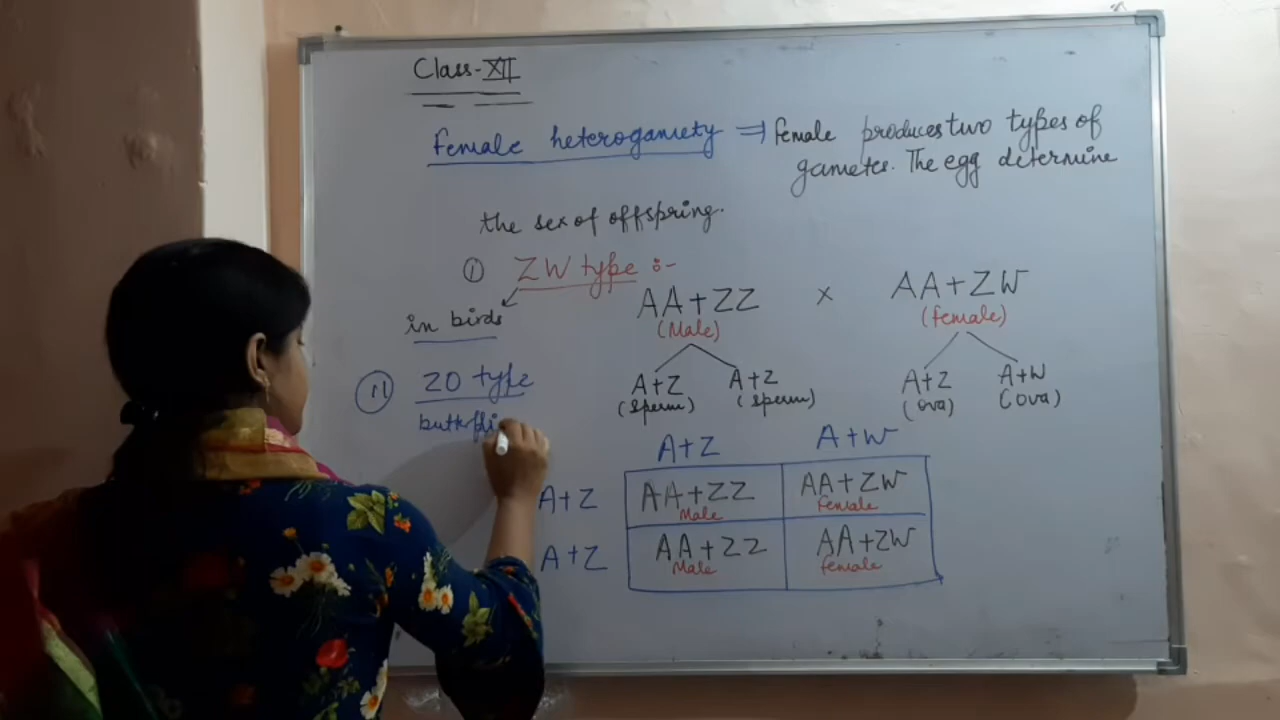 Class-XII
Female heterogamety ⇒ Female produces two types of
gametes. The egg determine
the sex of offspring.
① ZW type :-
in birds
AA+ZZ x AA+ZW
(Male) (female)
A+Z A+Z A+Z A+W
(sperm) (sperm) (ova) (ova)
(ii) ZO type
butterfli
A+Z A+W
A+Z AA+ZZ AA+ZW
Male Female
A+Z AA+ZZ AA+ZW
Male female